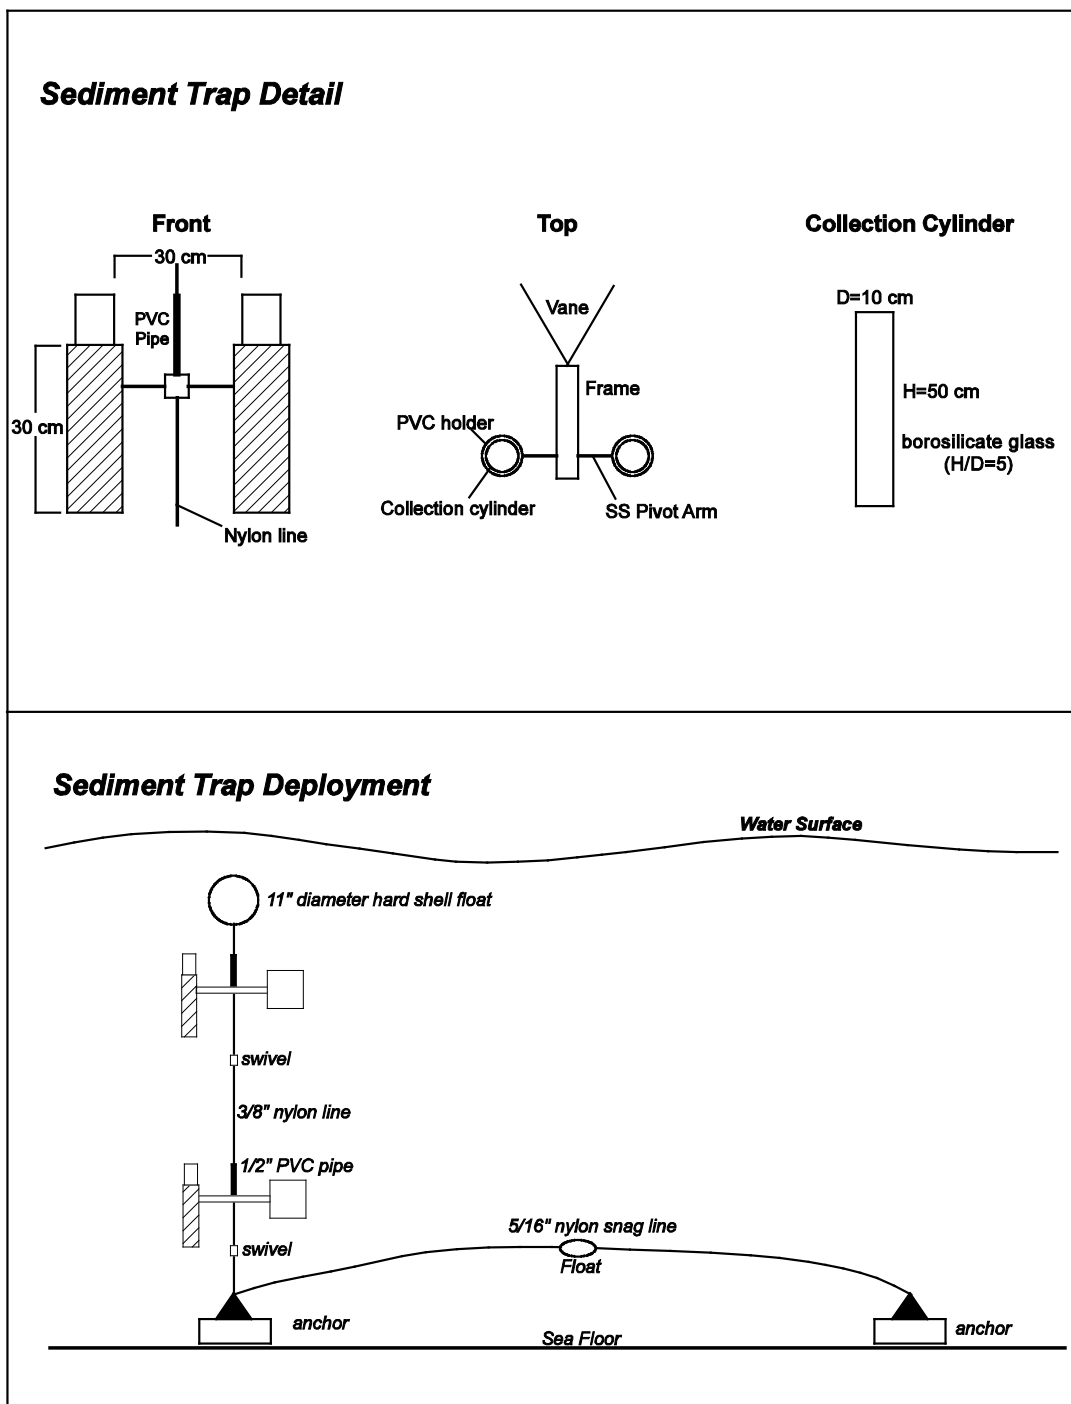 Sediment Trap Detail
Front
Top
Collection Cylinder
30 cm
PVC
Pipe
30 cm
Nylon line
Vane
Frame
PVC holder
Collection cylinder
SS Pivot Arm
D=10 cm
H=50 cm
borosilicate glass
(H/D=5)
Sediment Trap Deployment
Water Surface
11" diameter hard shell float
swivel
3/8" nylon line
1/2" PVC pipe
swivel
5/16" nylon snag line
Float
anchor
anchor
Sea Floor